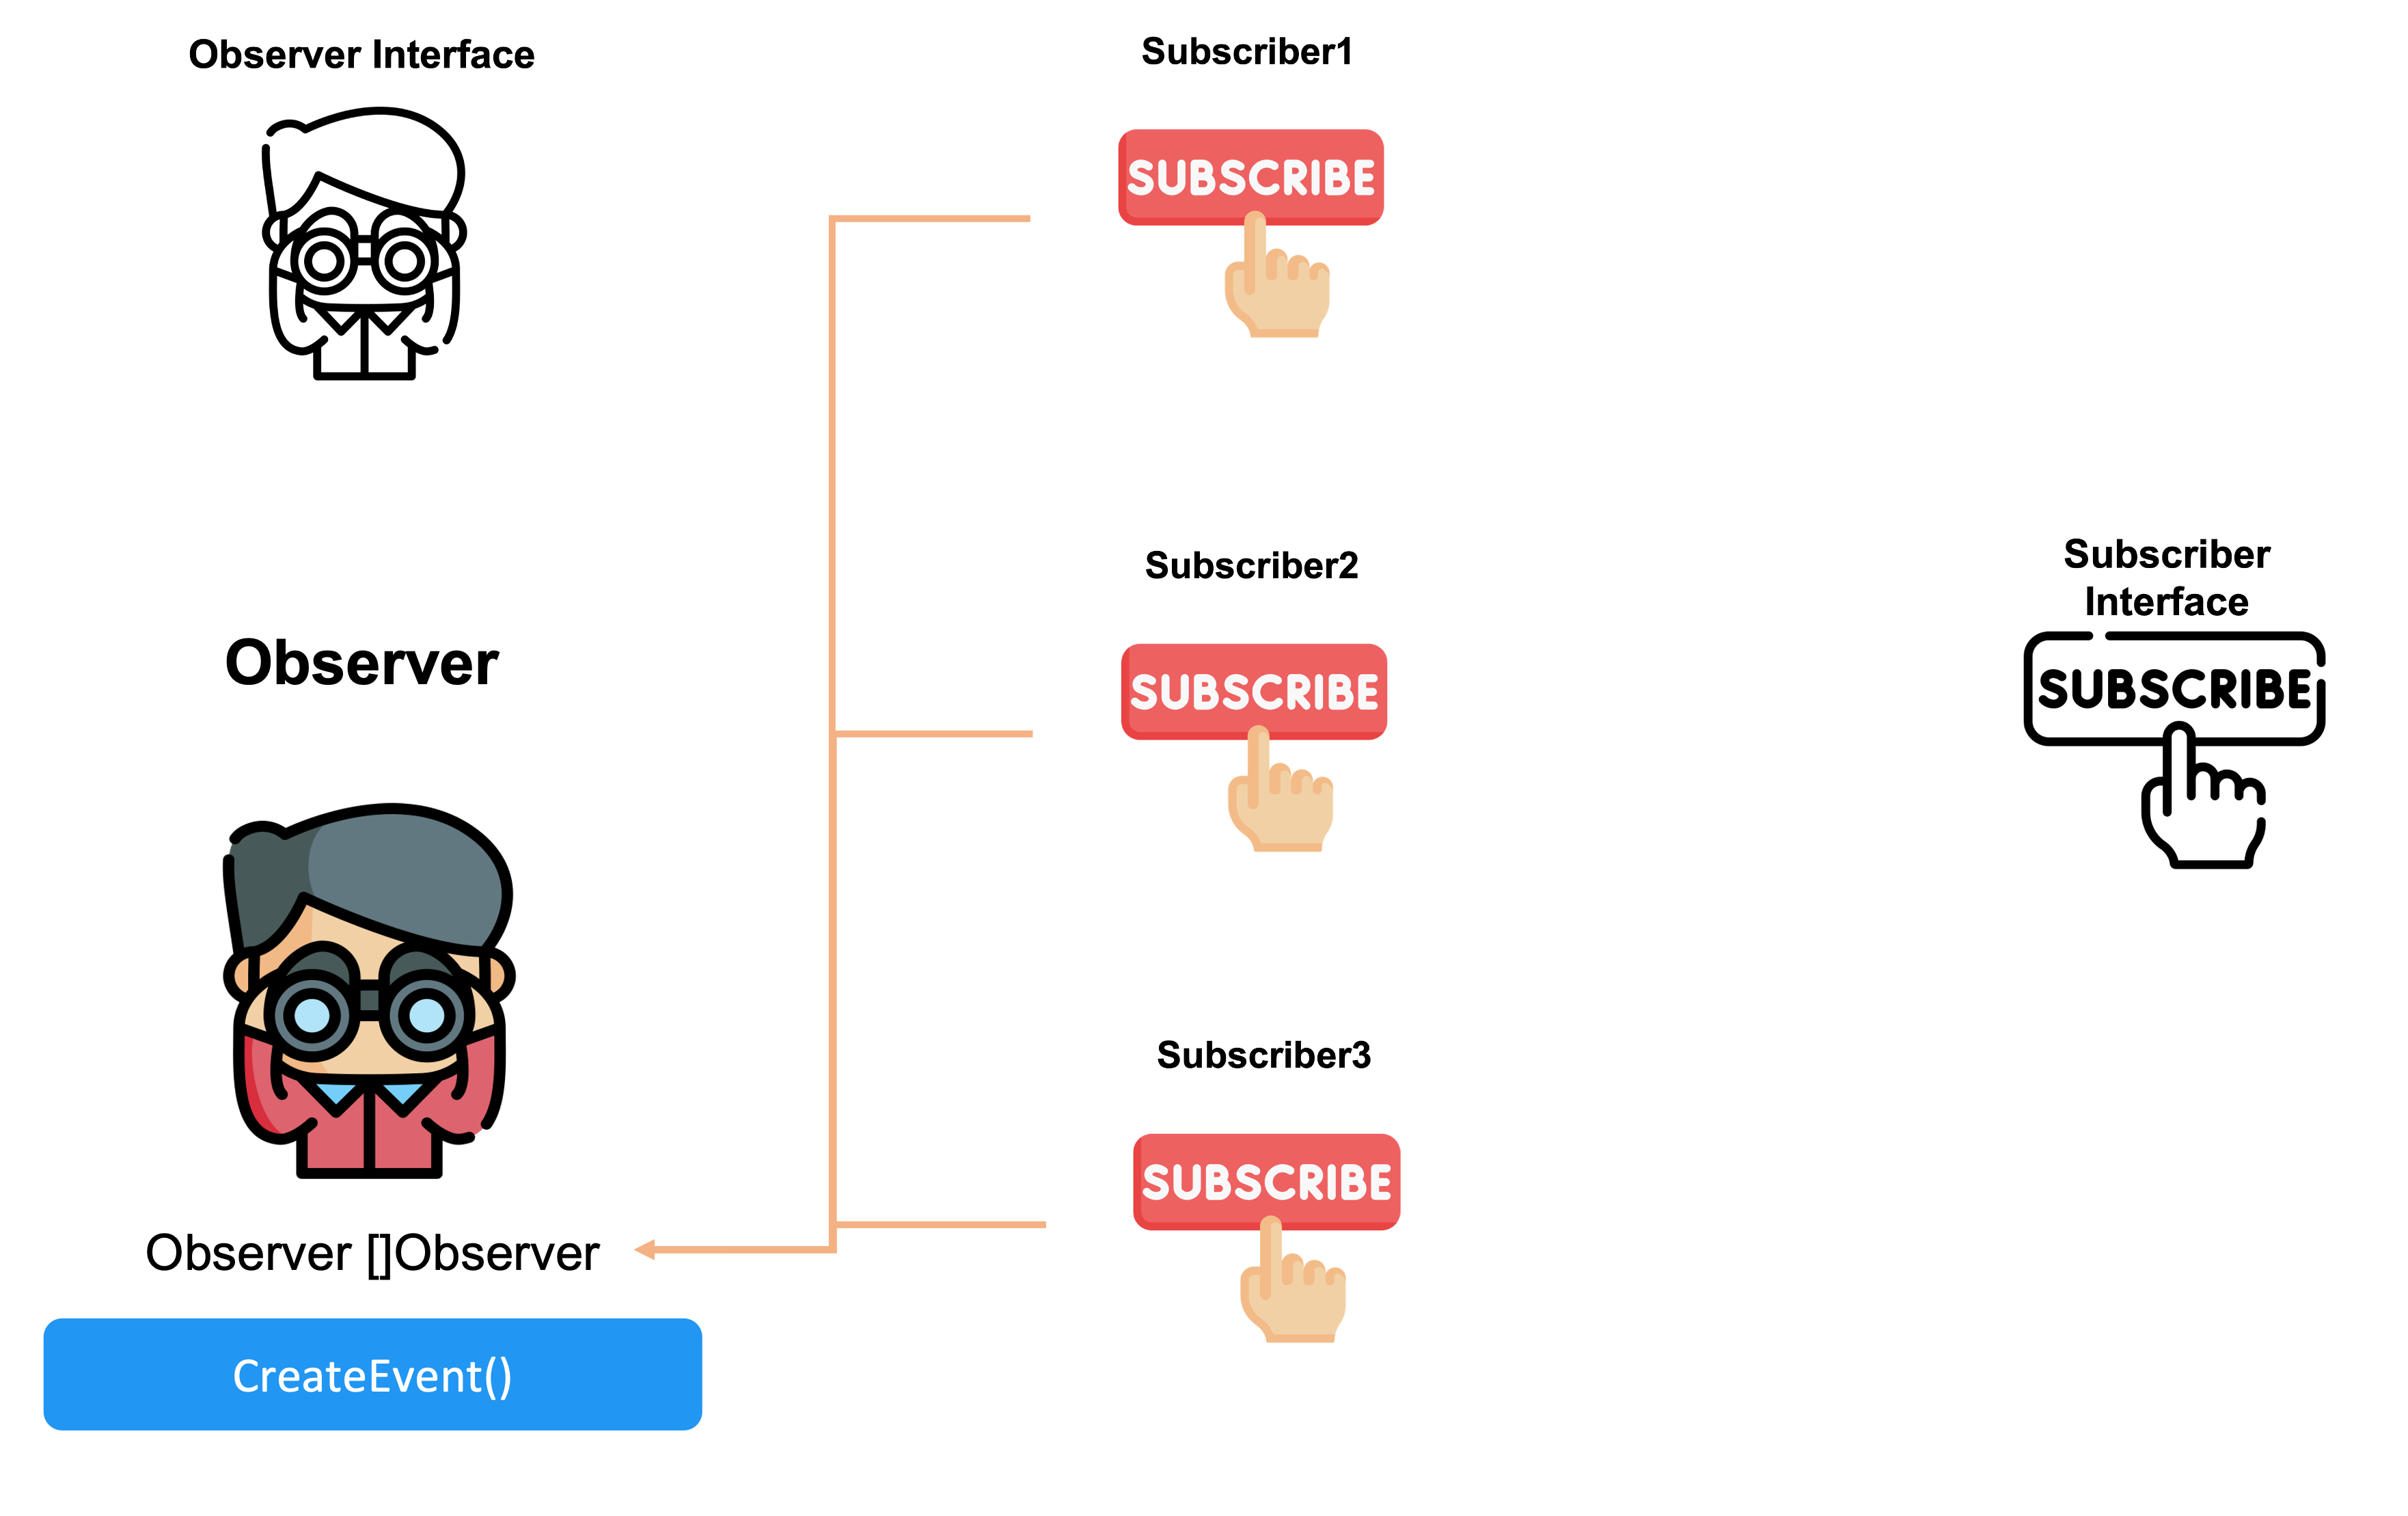 Observer Interface
Observer
Observer []Observer
CreateEvent()
Subscriber1
SUBSCRIBE
Subscriber2
SUBSCRIBE
Subscriber3
SUBSCRIBE
Subscriber
Interface
SUBSCRIBE